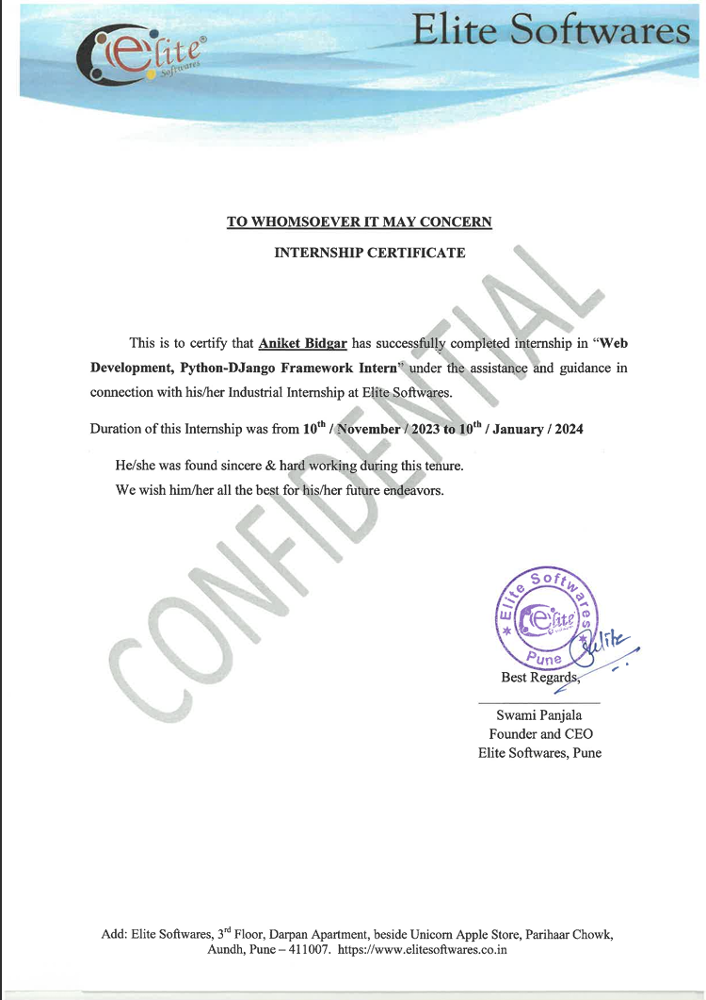 elite®
Softwares
Elite Softwares
TO WHOMSOEVER IT MAY CONCERN
INTERNSHIP CERTIFICATE
This is to certify that Aniket Bidgar has successfully completed internship in “Web
Development, Python-DJango Framework Intern” under the assistance and guidance in
connection with his/her Industrial Internship at Elite Softwares.
Duration of this Internship was from 10th / November / 2023 to 10th / January / 2024
He/she was found sincere & hard working during this tenure.
We wish him/her all the best for his/her future endeavors.
CONFIDENTIAL
Elite Softwares
elite
Pune
Best Regards,
Swami Panjala
Founder and CEO
Elite Softwares, Pune
Add: Elite Softwares, 3rd Floor, Darpan Apartment, beside Unicorn Apple Store, Parihaar Chowk,
Aundh, Pune – 411007. https://www.elitesoftwares.co.in